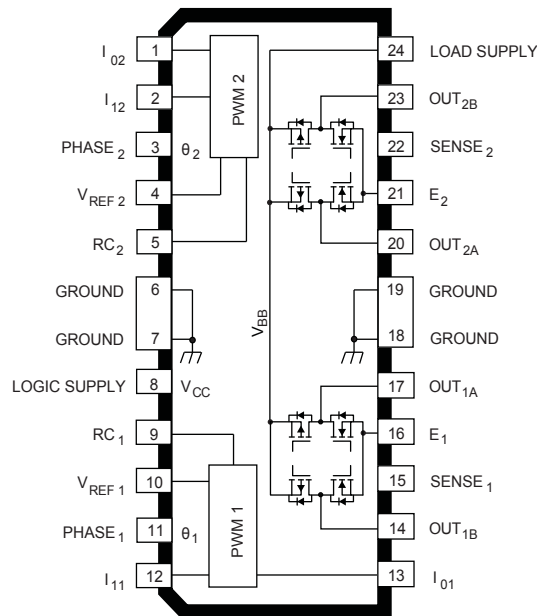 I02 1
I12 2
PHASE2 3 θ2
VREF 2 4
RC2 5
GROUND 6
GROUND 7
LOGIC SUPPLY 8 VCC
RC1 9
VREF 1 10
PHASE1 11 θ1
I11 12
PWM 2
VBB
PWM 1
24 LOAD SUPPLY
23 OUT2B
22 SENSE2
21 E2
20 OUT2A
19 GROUND
18 GROUND
17 OUT1A
16 E1
15 SENSE1
14 OUT1B
13 I01